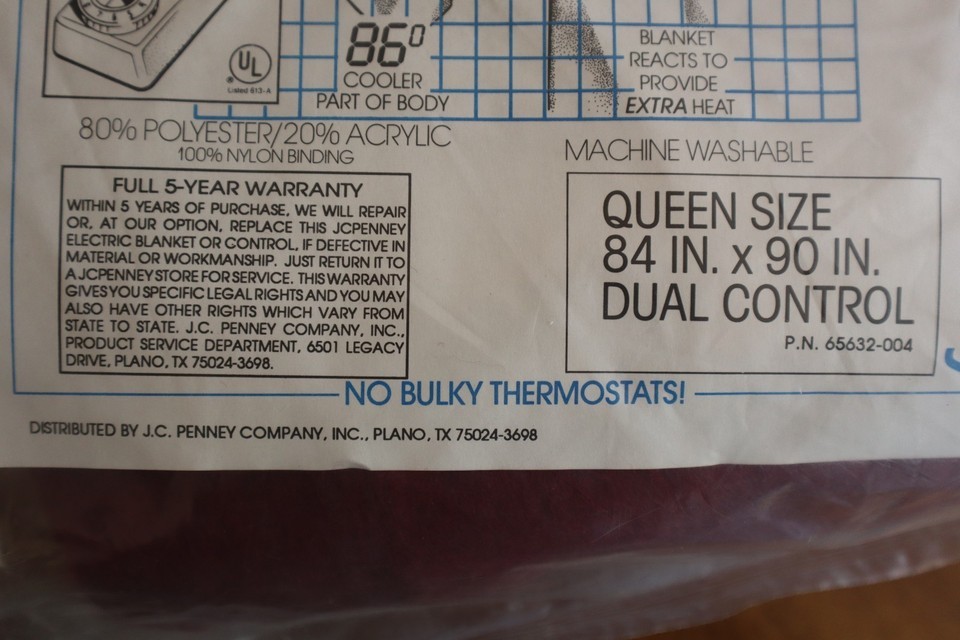 UL
®
Listed 613-A
86°
COOLER
PART OF BODY
BLANKET
REACTS TO
PROVIDE
EXTRA HEAT
80% POLYESTER/20% ACRYLIC
100% NYLON BINDING
MACHINE WASHABLE
FULL 5-YEAR WARRANTY
WITHIN 5 YEARS OF PURCHASE, WE WILL REPAIR
OR, AT OUR OPTION, REPLACE THIS JCPENNEY
ELECTRIC BLANKET OR CONTROL, IF DEFECTIVE IN
MATERIAL OR WORKMANSHIP. JUST RETURN IT TO
A JCPENNEY STORE FOR SERVICE. THIS WARRANTY
GIVES YOU SPECIFIC LEGAL RIGHTS AND YOU MAY
ALSO HAVE OTHER RIGHTS WHICH VARY FROM
STATE TO STATE. J.C. PENNEY COMPANY, INC.,
PRODUCT SERVICE DEPARTMENT, 6501 LEGACY
DRIVE, PLANO, TX 75024-3698.
QUEEN SIZE
84 IN. x 90 IN.
DUAL CONTROL
P.N. 65632-004
NO BULKY THERMOSTATS!
DISTRIBUTED BY J.C. PENNEY COMPANY, INC., PLANO, TX 75024-3698